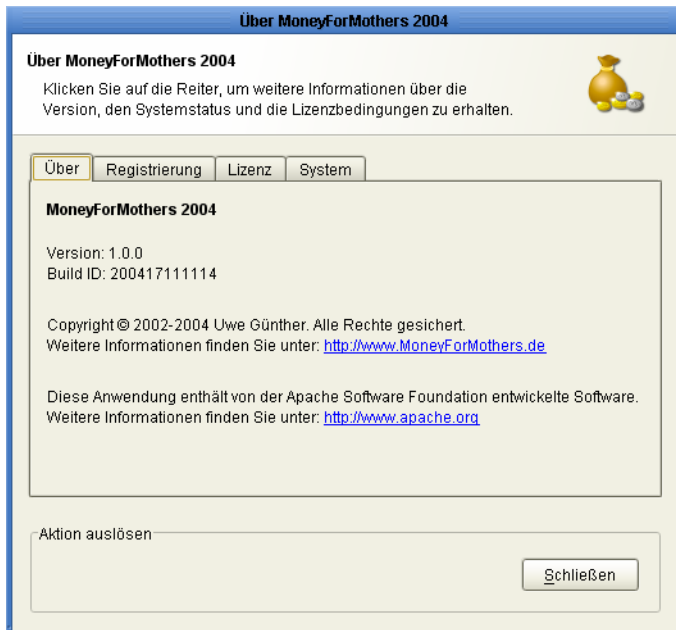 Über MoneyForMothers 2004
Über MoneyForMothers 2004
Klicken Sie auf die Reiter, um weitere Informationen über die
Version, den Systemstatus und die Lizenzbedingungen zu erhalten.
Über Registrierung Lizenz System
MoneyForMothers 2004
Version: 1.0.0
Build ID: 200417111114
Copyright © 2002-2004 Uwe Günther. Alle Rechte gesichert.
Weitere Informationen finden Sie unter: http://www.MoneyForMothers.de
Diese Anwendung enthält von der Apache Software Foundation entwickelte Software.
Weitere Informationen finden Sie unter: http://www.apache.org
Aktion auslösen
Schließen